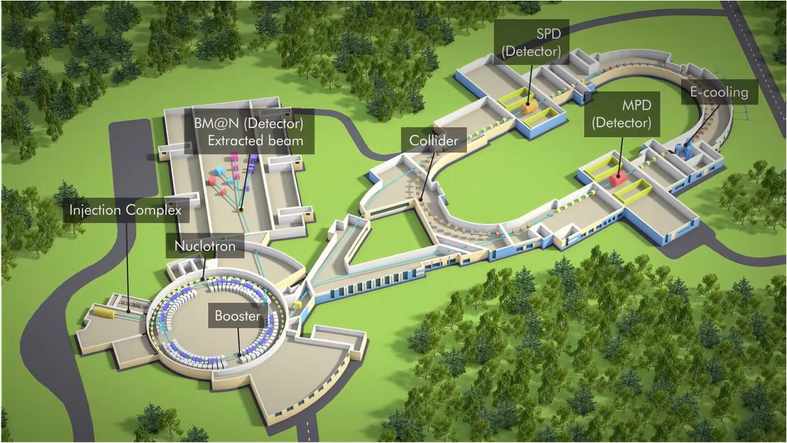 SPD
(Detector)
E-cooling
MPD
(Detector)
BM@N (Detector)
Extracted beam
Collider
Injection Complex
Nuclotron
Booster